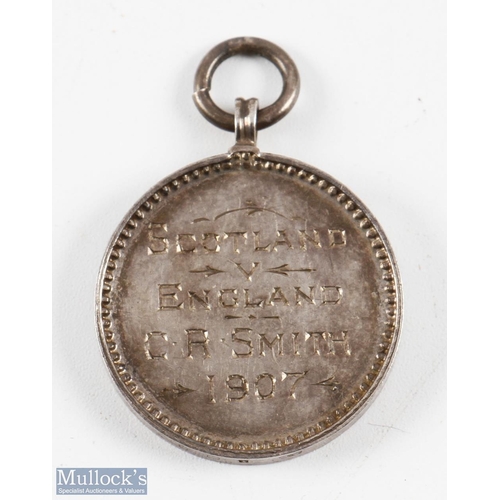 SCOTLAND
V
ENGLAND
C·R·SMITH
1907
Mullock's
Specialist Auctioneers & Valuers